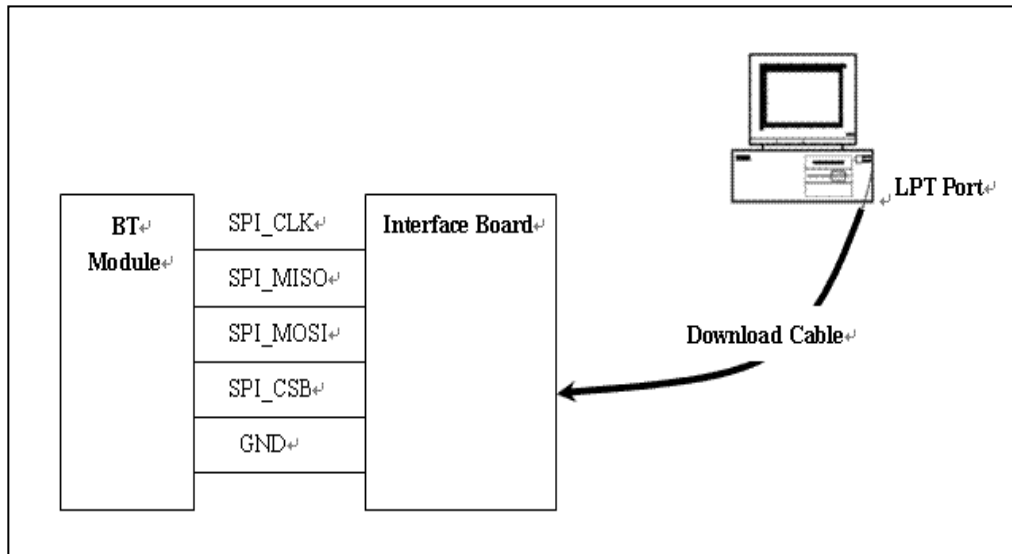 BT
Module
SPI_CLK
SPI_MISO
SPI_MOSI
SPI_CSB
GND
Interface Board
LPT Port
Download Cable